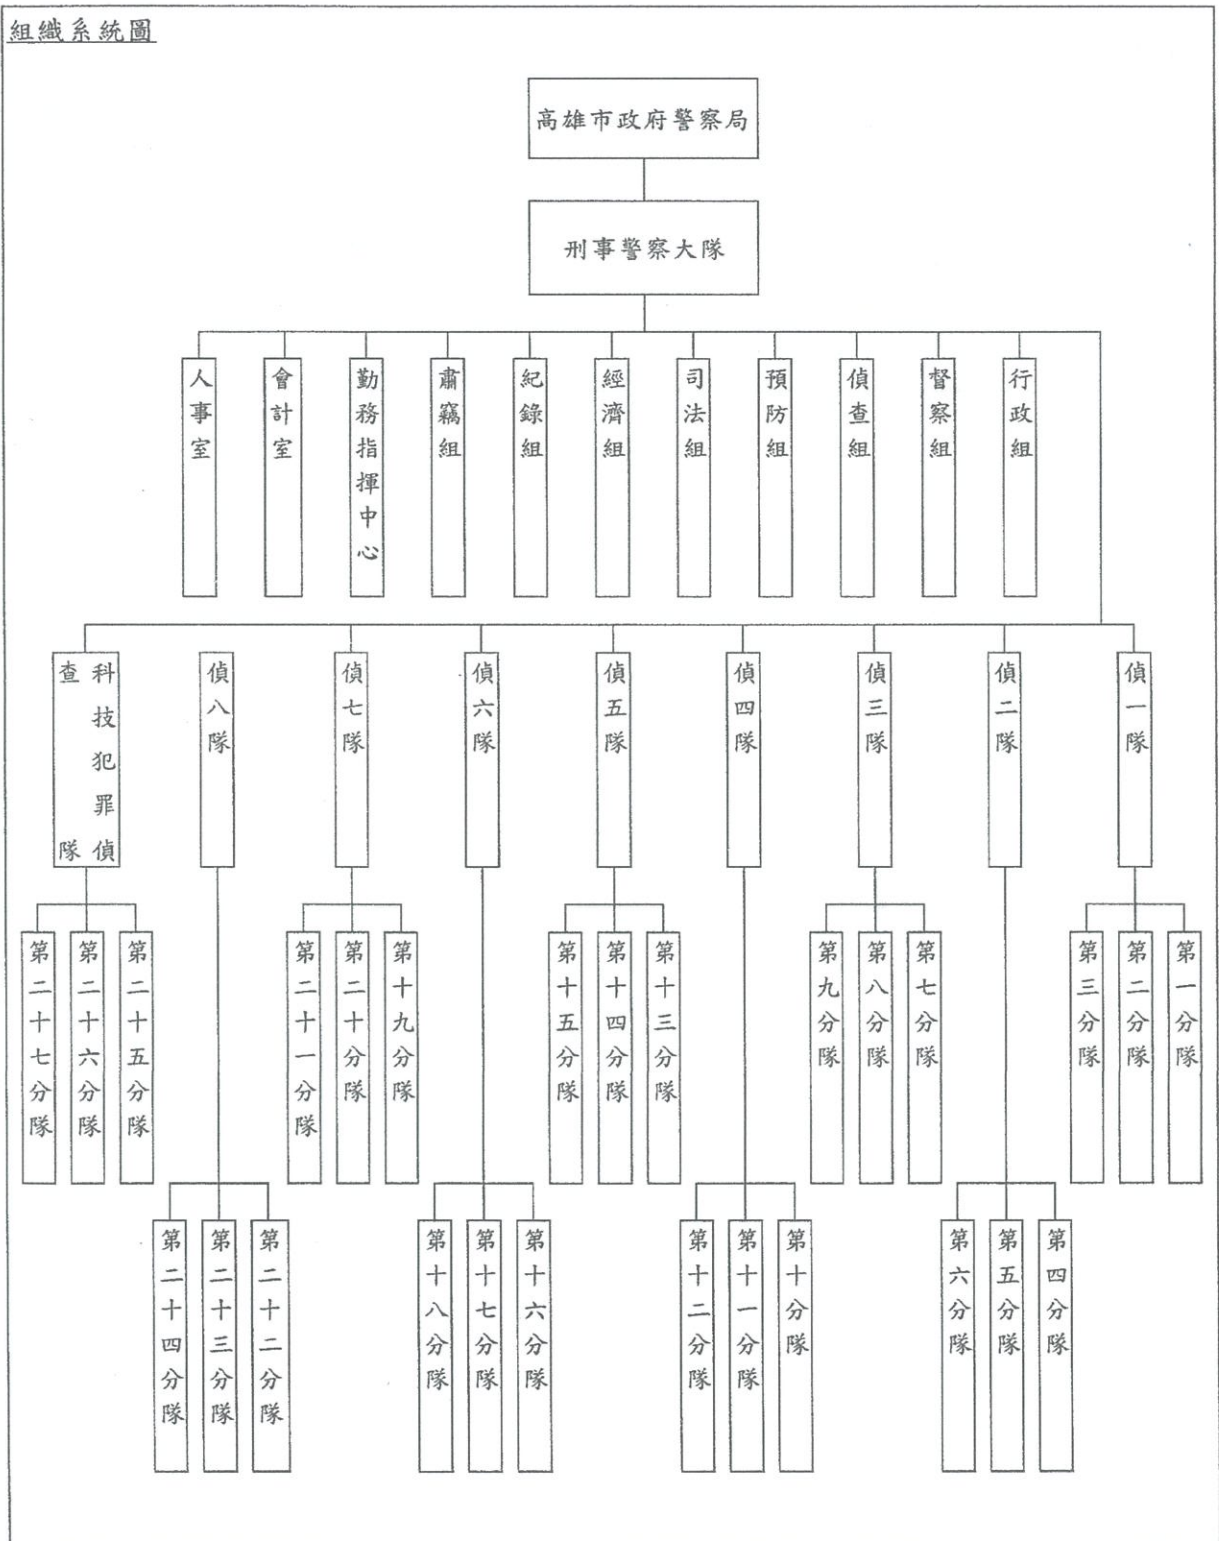 組織系統圖
高雄市政府警察局
刑事警察大隊
行政組
督察組
偵查組
預防組
司法組
經濟組
紀錄組
肅竊組
勤務指揮中心
會計室
人事室
偵一隊
偵二隊
偵三隊
偵四隊
偵五隊
偵六隊
偵七隊
偵八隊
科技犯罪偵
查隊
第一分隊
第二分隊
第三分隊
第七分隊
第八分隊
第九分隊
第十三分隊
第十四分隊
第十五分隊
第十九分隊
第二十分隊
第二十一分隊
第二十五分隊
第二十六分隊
第二十七分隊
第四分隊
第五分隊
第六分隊
第十分隊
第十一分隊
第十二分隊
第十六分隊
第十七分隊
第十八分隊
第二十二分隊
第二十三分隊
第二十四分隊